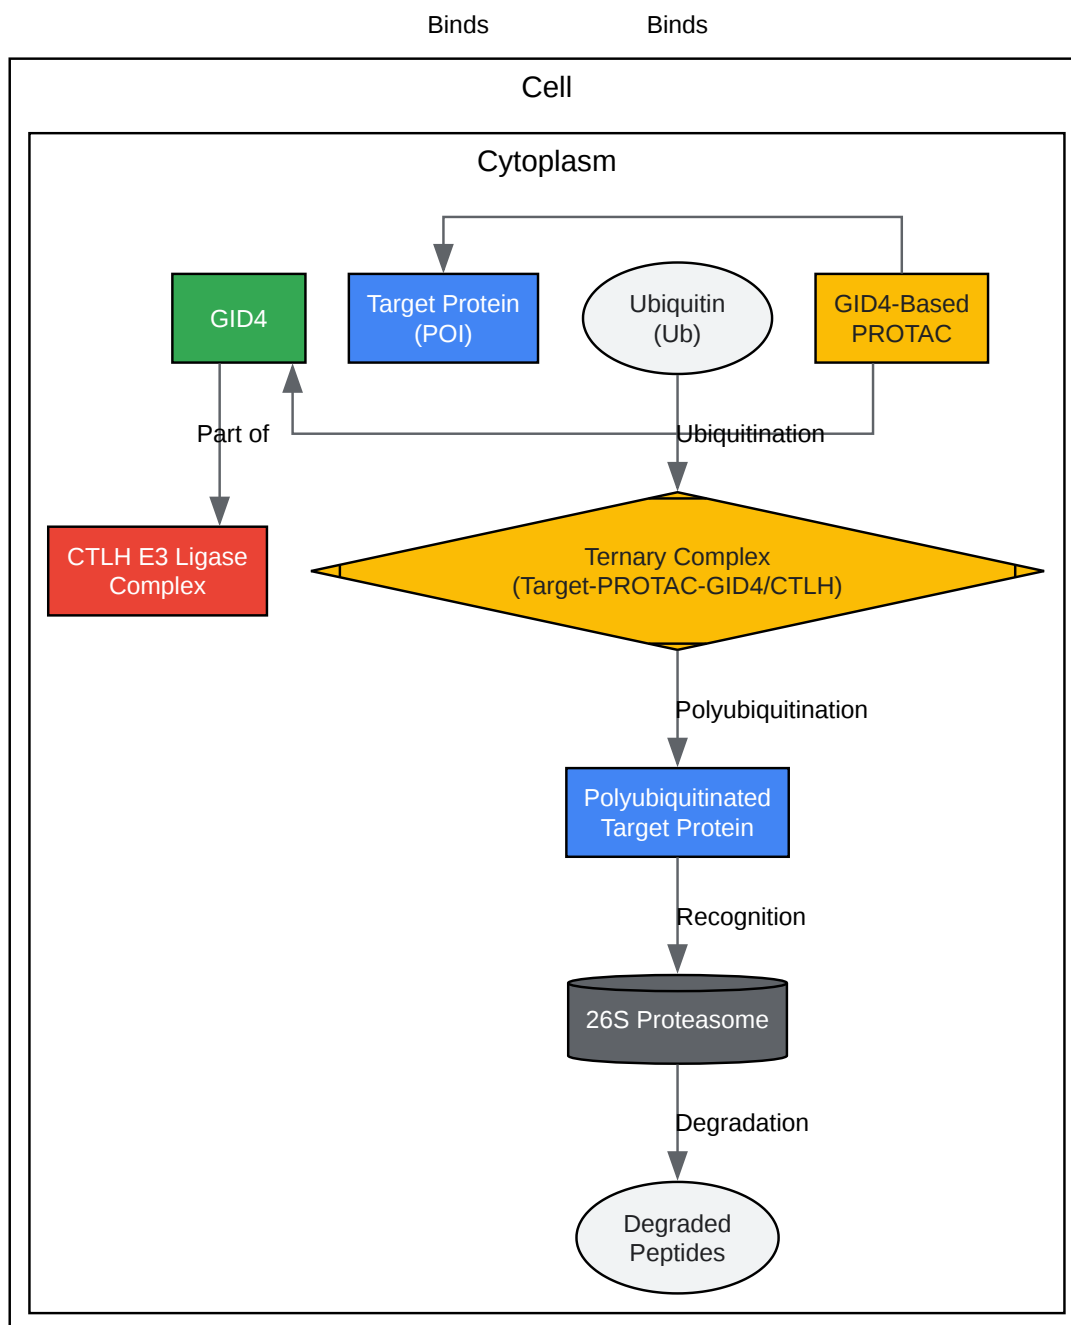 Binds
Binds
Cell
Cytoplasm
GID4
Target Protein
(POI)
Ubiquitin
(Ub)
GID4-Based
PROTAC
Part of
Ubiquitination
CTLH E3 Ligase
Complex
Ternary Complex
(Target-PROTAC-GID4/CTLH)
Polyubiquitination
Polyubiquitinated
Target Protein
Recognition
26S Proteasome
Degradation
Degraded
Peptides